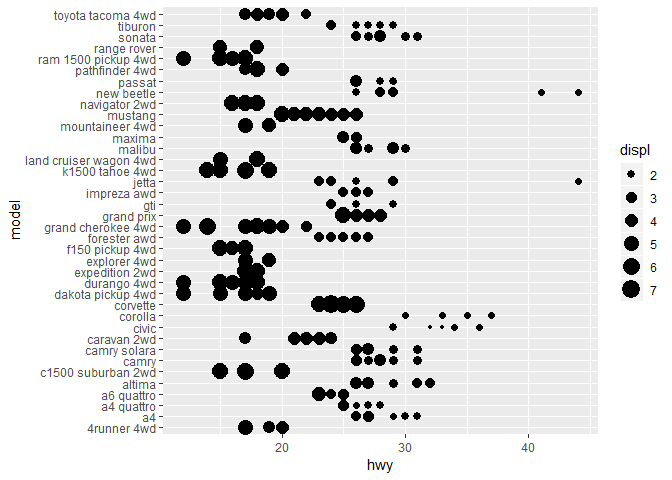 model
toyota tacoma 4wd
tiburon
sonata
range rover
ram 1500 pickup 4wd
pathfinder 4wd
passat
new beetle
navigator 2wd
mustang
mountaineer 4wd
maxima
malibu
land cruiser wagon 4wd
k1500 tahoe 4wd
jetta
impreza awd
gti
grand prix
grand cherokee 4wd
forester awd
f150 pickup 4wd
explorer 4wd
expedition 2wd
durango 4wd
dakota pickup 4wd
corvette
corolla
civic
caravan 2wd
camry solara
camry
c1500 suburban 2wd
altima
a6 quattro
a4 quattro
a4
4runner 4wd
20 30 40
hwy
displ
2
3
4
5
6
7